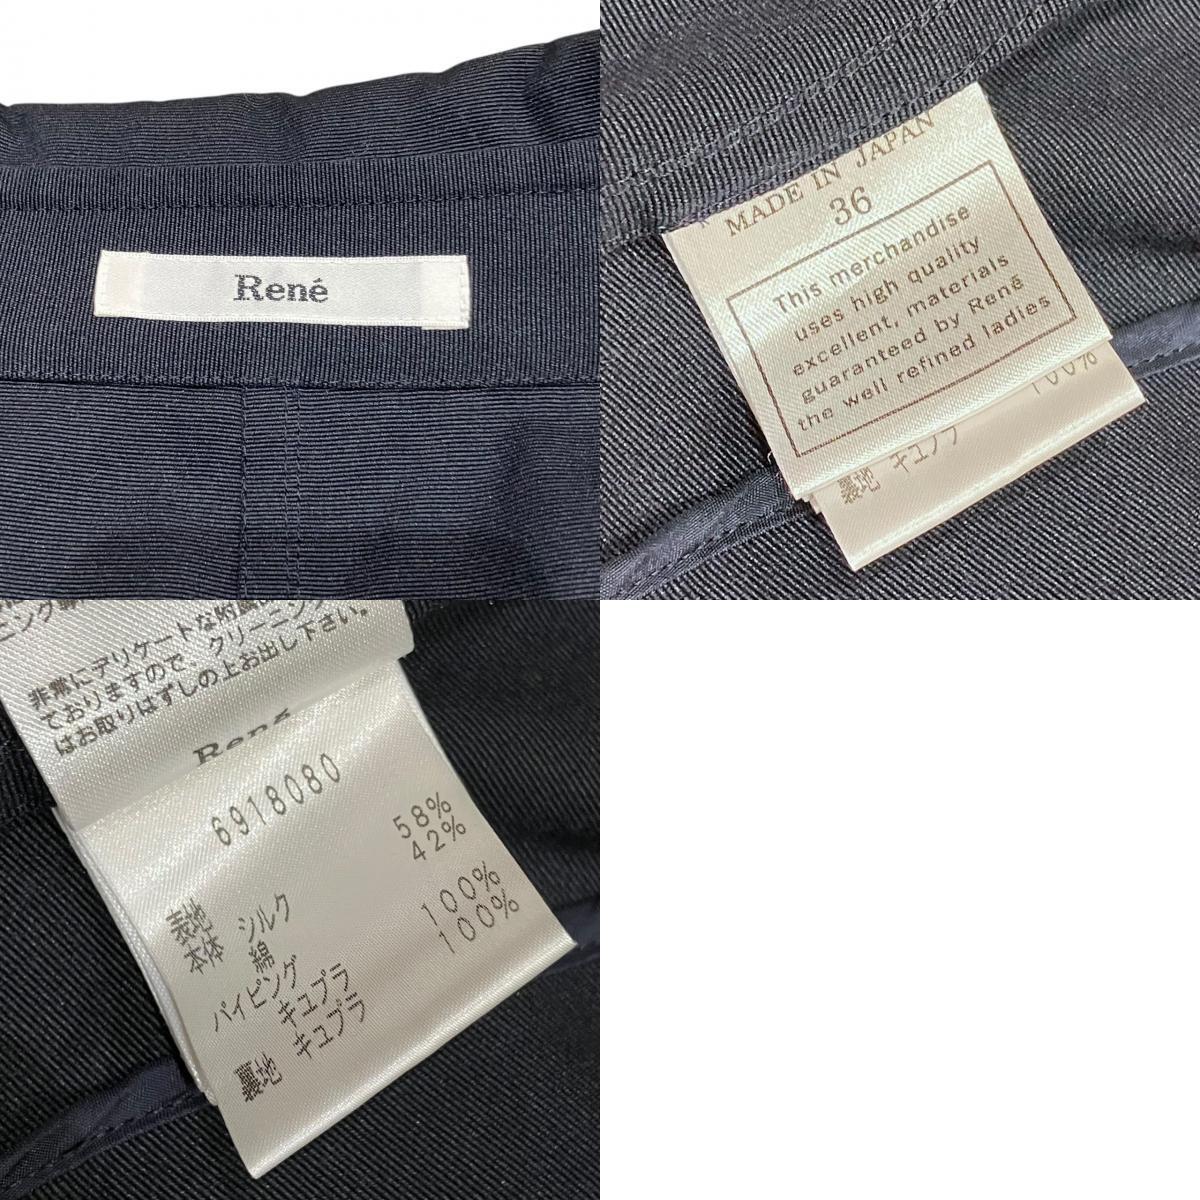 René
MADE IN JAPAN
36
This merchandise
uses high quality
excellent, materials
guaranteed by René
the well refined ladies
100%
裏地 キュプラ
非常にデリケートな附属
ておりますので、クリーニング
はお取りはずしの上お出し下さい。
René
6918080
表地 58%
本体 シルク 42%
綿
パイピング 100%
キュプラ 100%
裏地 キュプラ